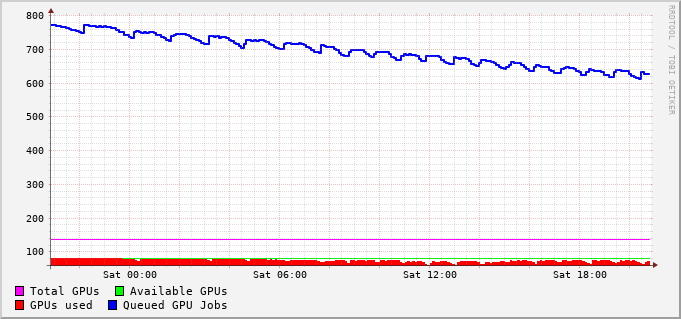 800
700
600
500
400
300
200
100
Sat 00:00 Sat 06:00 Sat 12:00 Sat 18:00
Total GPUs Available GPUs
GPUs used Queued GPU Jobs
RRDTOOL / TOBI OETIKER